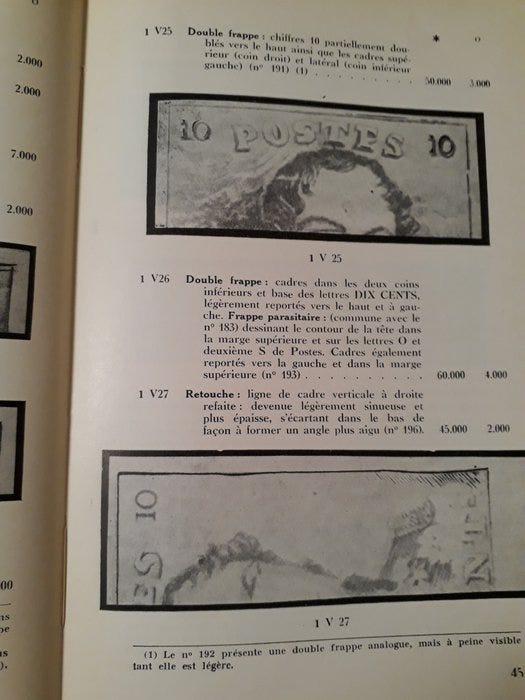 2.000
2.000
7.000
2.000
1 V25 Double frappe : chiffres 10 partiellement dou-
blés vers le haut ainsi que les cadres supé-
rieur (coin droit) et latéral (coin inférieur
gauche) (n° 191) (1) . . . . . . . . . 50.000 3.000
* o
10 POSTES 10
1 V 25
1 V26 Double frappe : cadres dans les deux coins
inférieurs et base des lettres DIX CENTS,
légèrement reportés vers le haut et à gau-
che. Frappe parasitaire : (commune avec le
n° 183) dessinant le contour de la tête dans
la marge supérieure et sur les lettres O et
deuxième S de Postes. Cadres également
reportés vers la gauche et dans la marge
supérieure (n° 193) . . . . . . . . . . 60.000 4.000
1 V27 Retouche : ligne de cadre verticale à droite
refaite : devenue légèrement sinueuse et
plus épaisse, s'écartant dans le bas de
façon à former un angle plus aigu (n° 196). 45.000 2.000
ES 10
1 V 27
(1) Le n° 192 présente une double frappe analogue, mais à peine visible
tant elle est légère.
45